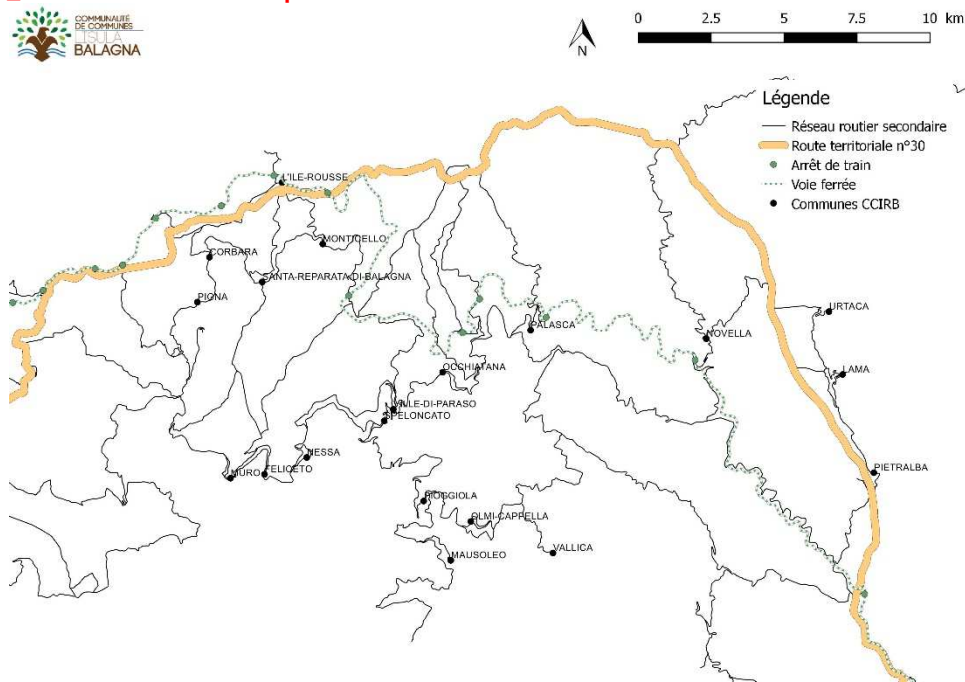 COMMUNAUTÉ
DE COMMUNES
L'ISULA
BALAGNA
N
0 2.5 5 7.5 10 km
Légende
Réseau routier secondaire
Route territoriale n°30
Arrêt de train
Voie ferrée
Communes CCIRB
L'ILE-ROUSSE
MONTICELLO
CORBARA
SANTA-REPARATA-DI-BALAGNA
PIGNA
URTACA
PALASCA
NOVELLA
OCCHIATANA
LAMA
VILLE-DI-PARASO
SPELONCATO
NESSA
MURO
FELICETO
PIETRALBA
PIOGGIOLA
OLMI-CAPPELLA
MAUSOLEO
VALLICA